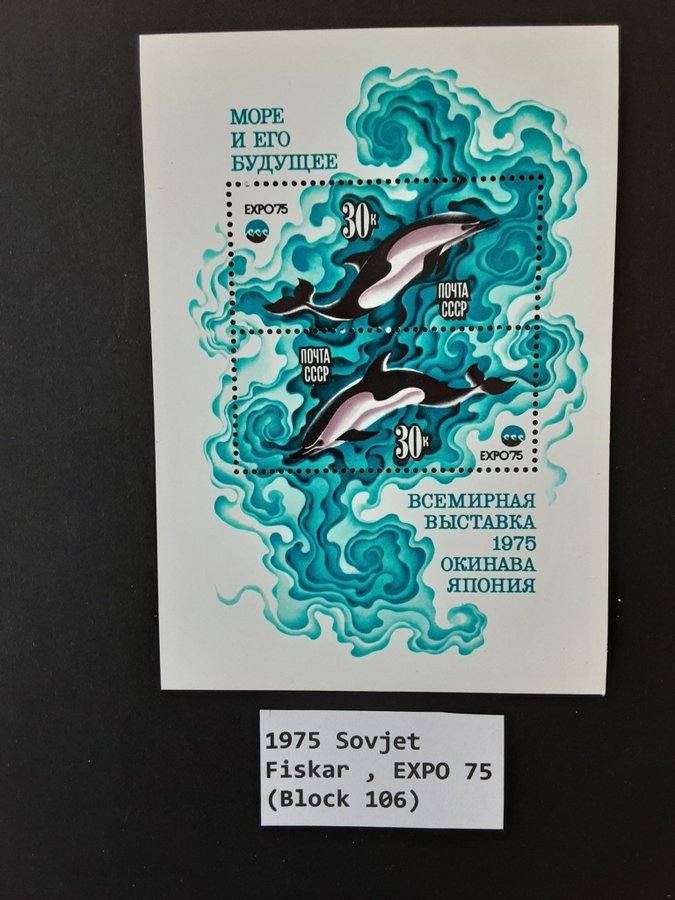 МОРЕ
И ЕГО
БУДУЩЕЕ
EXPO'75
30к
ПОЧТА
СССР
ПОЧТА
СССР
30к
EXPO'75
ВСЕМИРНАЯ
ВЫСТАВКА
1975
ОКИНАВА
ЯПОНИЯ
1975 Sovjet
Fiskar , EXPO 75
(Block 106)